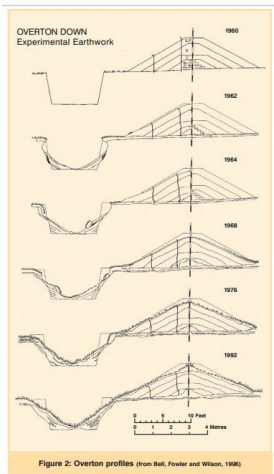 OVERTON DOWN
Experimental Earthwork
1960
1962
1964
1968
1976
1992
0 5 10 Feet
0 1 2 3 4 Metres
Figure 2: Overton profiles (from Bell, Fowler and Wilson, 1996)